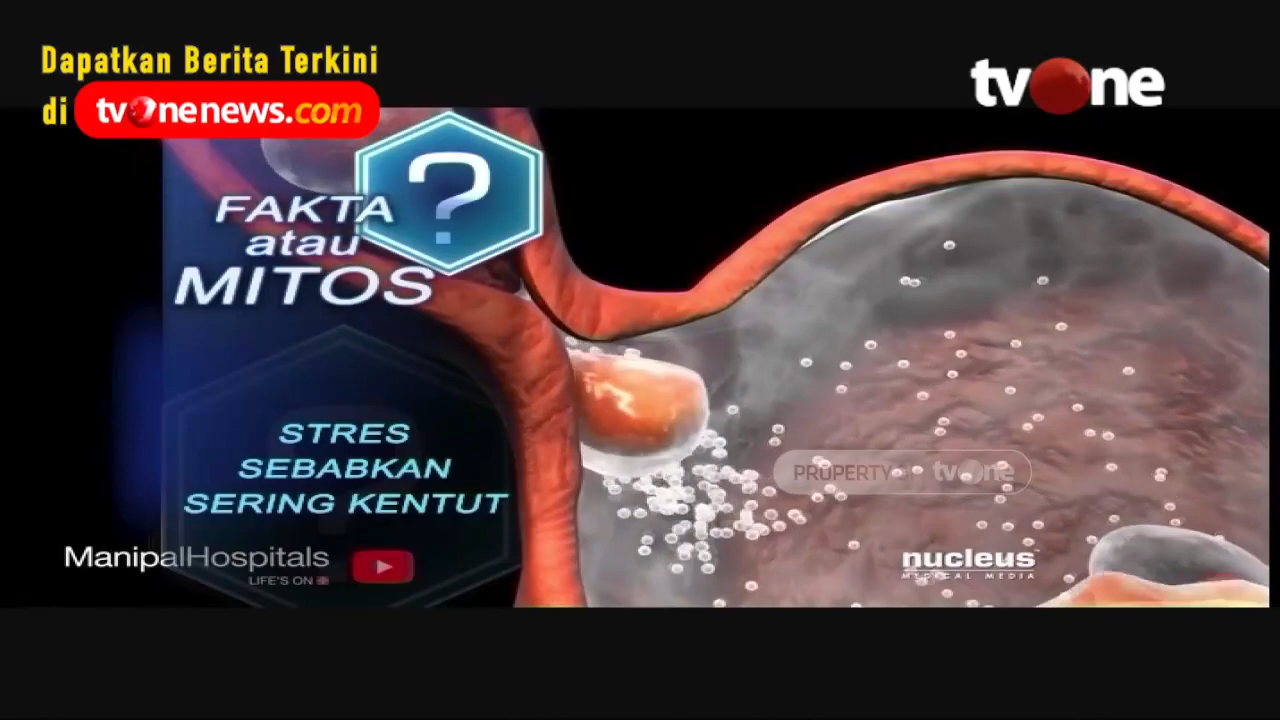 Dapatkan Berita Terkini
di tvonenews.com
tvone
?
FAKTA
atau
MITOS
STRES
SEBABKAN
SERING KENTUT
PROPERTY OF tvone
ManipalHospitals
LIFE'S ON
nucleus
MEDICAL MEDIA